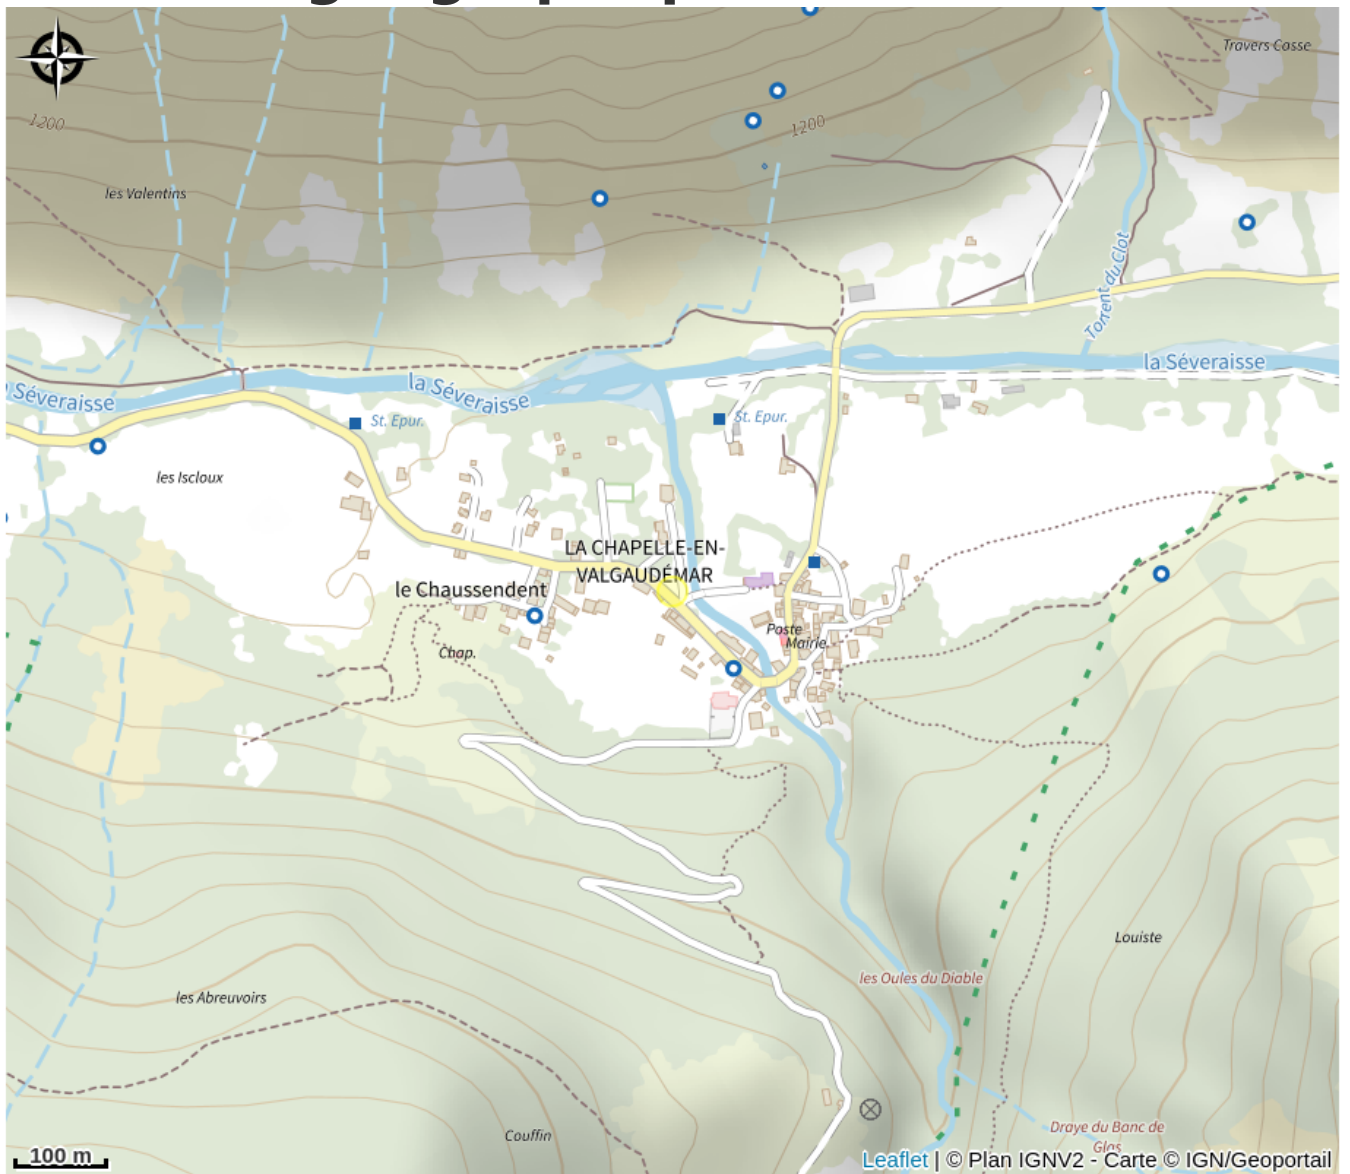 Travers Casse
1200
1200
les Valentins
Torrent du Clot
la Séveraisse
la Séveraisse
Séveraisse
St. Epur.
St. Epur.
les Iscloux
LA CHAPELLE-EN-
VALGAUDÉMAR
le Chaussendent
Poste
Mairie
Chap.
Louiste
les Oules du Diable
les Abreuvoirs
Couffin
Draye du Banc de
Glas
100 m
Leaflet | © Plan IGNV2 - Carte © IGN/Geoportail